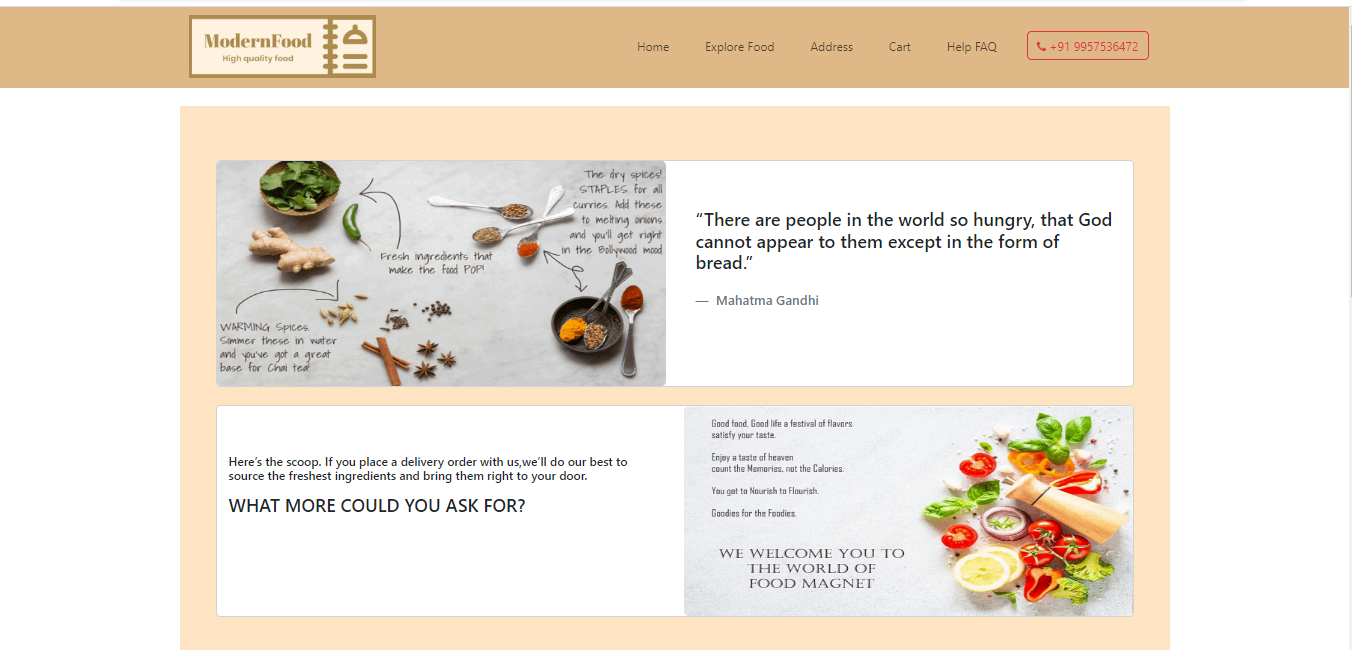 ModernFood
High quality food
Home
Explore Food
Address
Cart
Help FAQ
+91 9957536472
The dry spices!
STAPLES for all
curries. Add these
to melting onions
and you'll get right
in the Bollywood mood
Fresh ingredients that
make the food POP!
WARMING Spices.
Simmer these in water
and you've got a great
base for Chai tea!
“There are people in the world so hungry, that God
cannot appear to them except in the form of
bread.”
— Mahatma Gandhi
Here’s the scoop. If you place a delivery order with us,we’ll do our best to
source the freshest ingredients and bring them right to your door.
WHAT MORE COULD YOU ASK FOR?
Good food, Good life a festival of flavors
satisfy your taste.
Enjoy a taste of heaven
count the Memories, not the Calories.
You got to Nourish to Flourish.
Goodies for the Foodies.
WE WELCOME YOU TO
THE WORLD OF
FOOD MAGNET